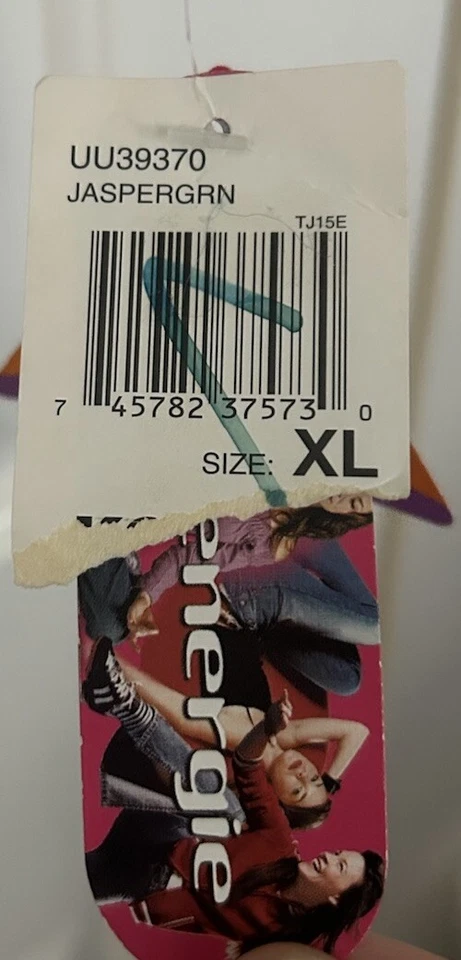 UU39370
JASPERGRN
TJ15E
7 45782 37573 0
SIZE: XL
energie